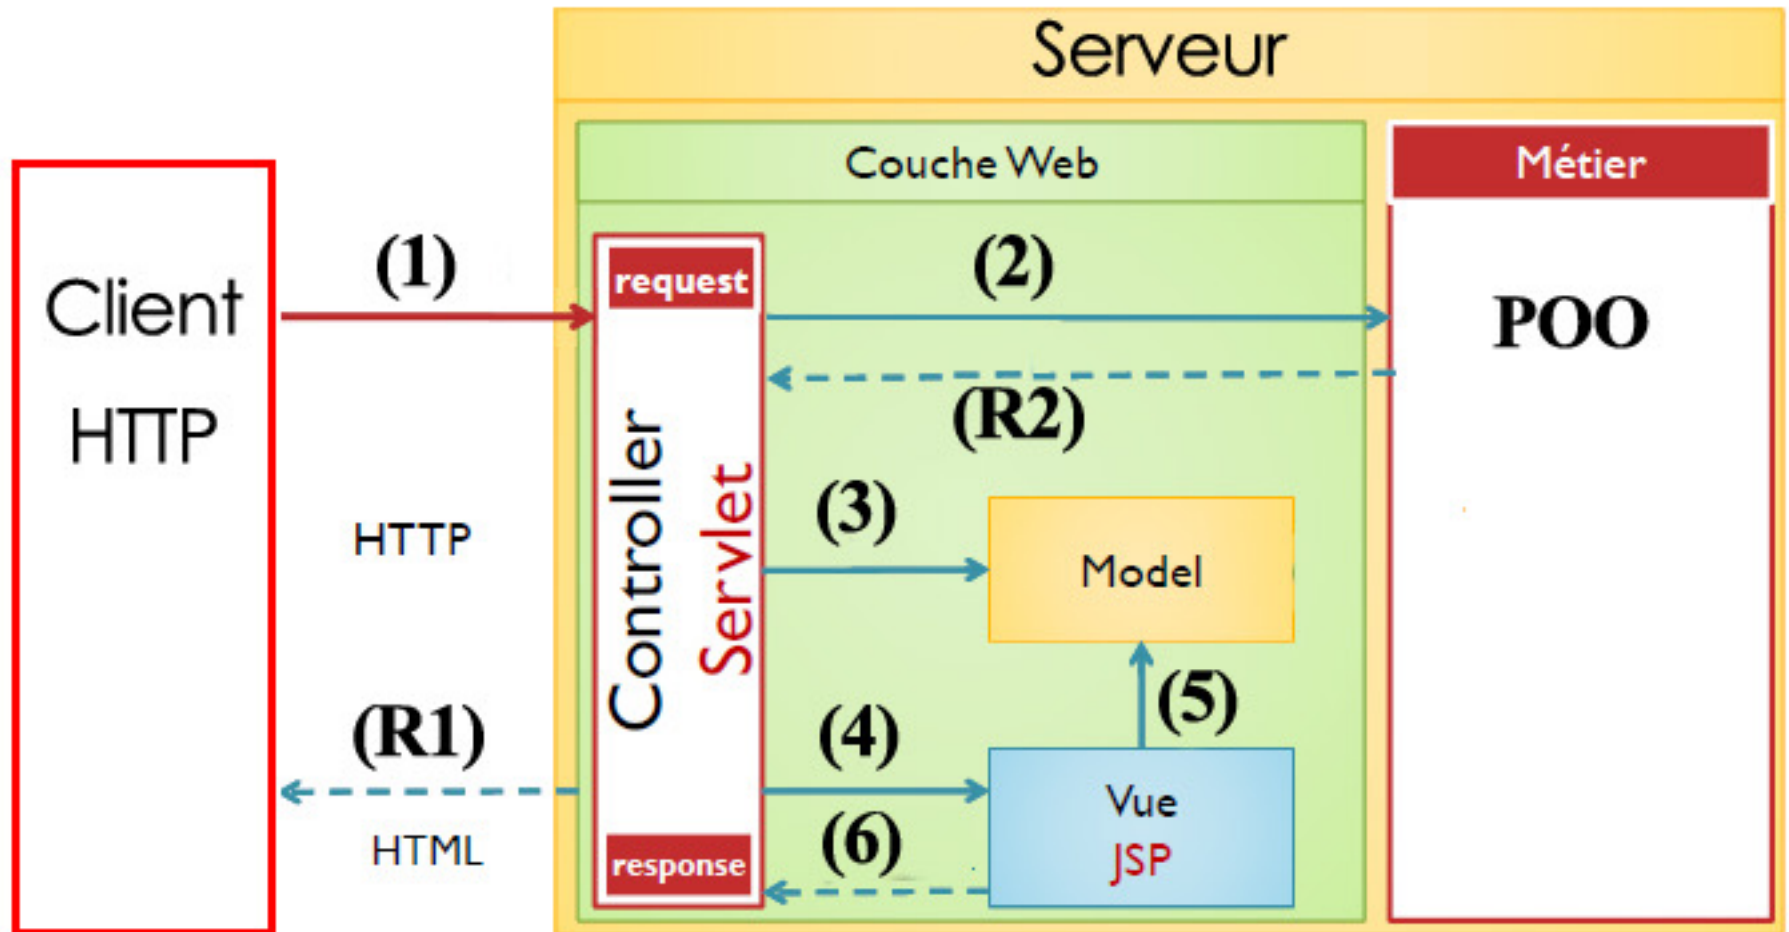 Serveur
Couche Web
Métier
Client
HTTP
(1)
request
(2)
POO
(R2)
Controller
Servlet
(3)
HTTP
Model
(R1)
(4)
(5)
HTML
Vue
JSP
(6)
response